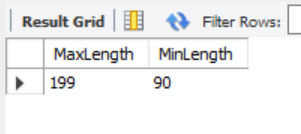 Result Grid Filter Rows:
MaxLength MinLength
199 90